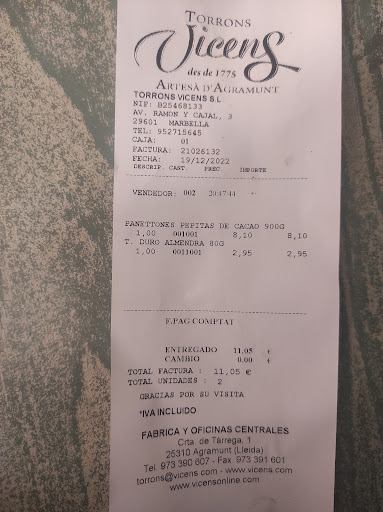 TORRONS
Vicens
des de 1775
ARTESÀ D'AGRAMUNT
TORRONS VICENS S.L
NIF: B25468133
AV. RAMON Y CAJAL, 3
29601 MARBELLA
TEL: 952715645
CAJA: 01
FACTURA: 21026132
FECHA: 19/12/2022
DESCRIP. CANT. PREC. IMPORTE
VENDEDOR: 002
PANETTONES PEPITAS DE CACAO 900G
1,00 001001 8,10 8,10
T. DURO ALMENDRA 80G
1,00 0011001 2,95 2,95
F.PAG COMPTAT
ENTREGADO 11.05 €
CAMBIO 0.00 €
TOTAL FACTURA : 11,05 €
TOTAL UNIDADES : 2
GRACIAS POR SU VISITA
*IVA INCLUIDO
FABRICA Y OFICINAS CENTRALES
Crta. de Tàrrega, 1
25310 Agramunt (Lleida)
Tel. 973 390 607 - Fax. 973 391 601
torrons@vicens.com - www.vicens.com
www.vicensonline.com